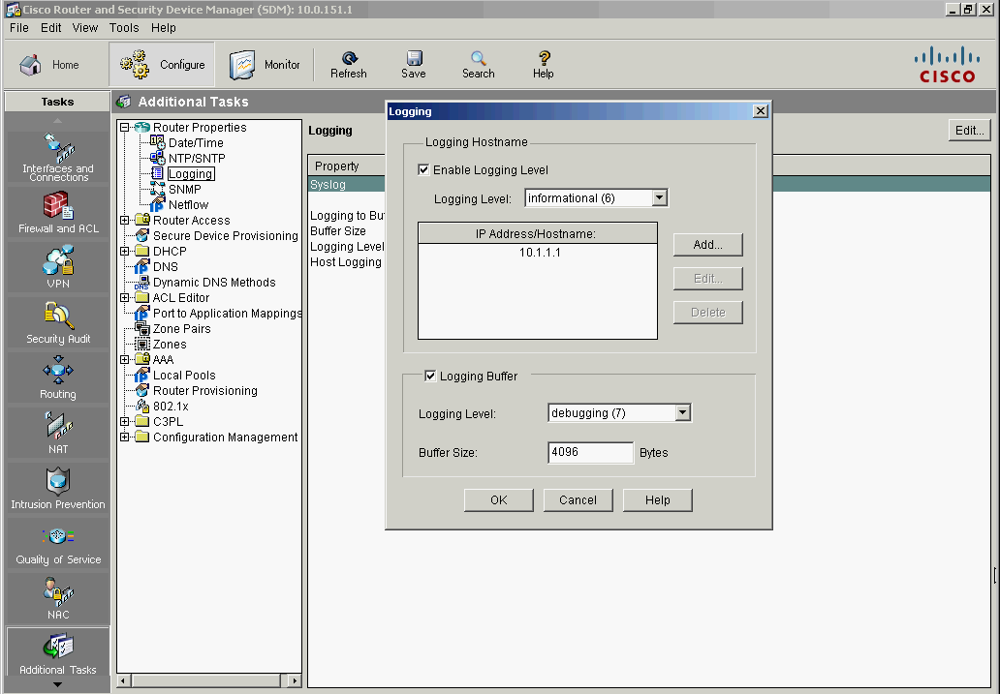 Cisco Router and Security Device Manager (SDM): 10.0.151.1
File Edit View Tools Help
Home
Configure
Monitor
Refresh
Save
Search
Help
CISCO
Tasks
Interfaces and
Connections
Firewall and ACL
VPN
Security Audit
Routing
NAT
Intrusion Prevention
Quality of Service
NAC
Additional Tasks
Additional Tasks
Router Properties
Date/Time
NTP/SNTP
Logging
SNMP
Netflow
Router Access
Secure Device Provisioning
DHCP
DNS
Dynamic DNS Methods
ACL Editor
Port to Application Mappings
Zone Pairs
Zones
AAA
Local Pools
Router Provisioning
802.1x
C3PL
Configuration Management
Logging
Edit...
Property
Syslog
Logging to Buf
Buffer Size
Logging Level
Host Logging
Logging
Logging Hostname
Enable Logging Level
Logging Level: informational (6)
IP Address/Hostname:
10.1.1.1
Add...
Edit...
Delete
Logging Buffer
Logging Level: debugging (7)
Buffer Size: 4096 Bytes
OK Cancel Help